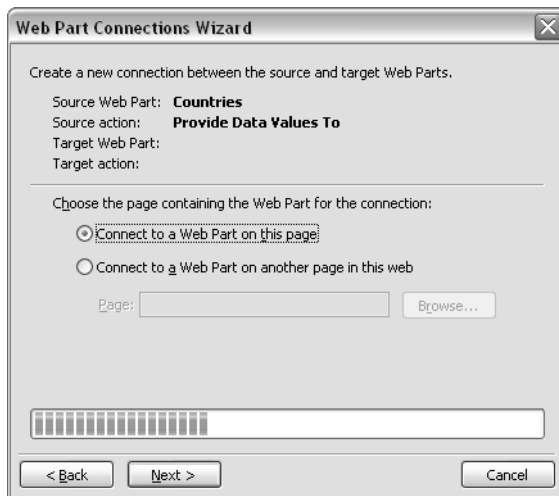 Web Part Connections Wizard
Create a new connection between the source and target Web Parts.
Source Web Part: Countries
Source action: Provide Data Values To
Target Web Part:
Target action:
Choose the page containing the Web Part for the connection:
Connect to a Web Part on this page
Connect to a Web Part on another page in this web
Page:
Browse...
< Back
Next >
Cancel